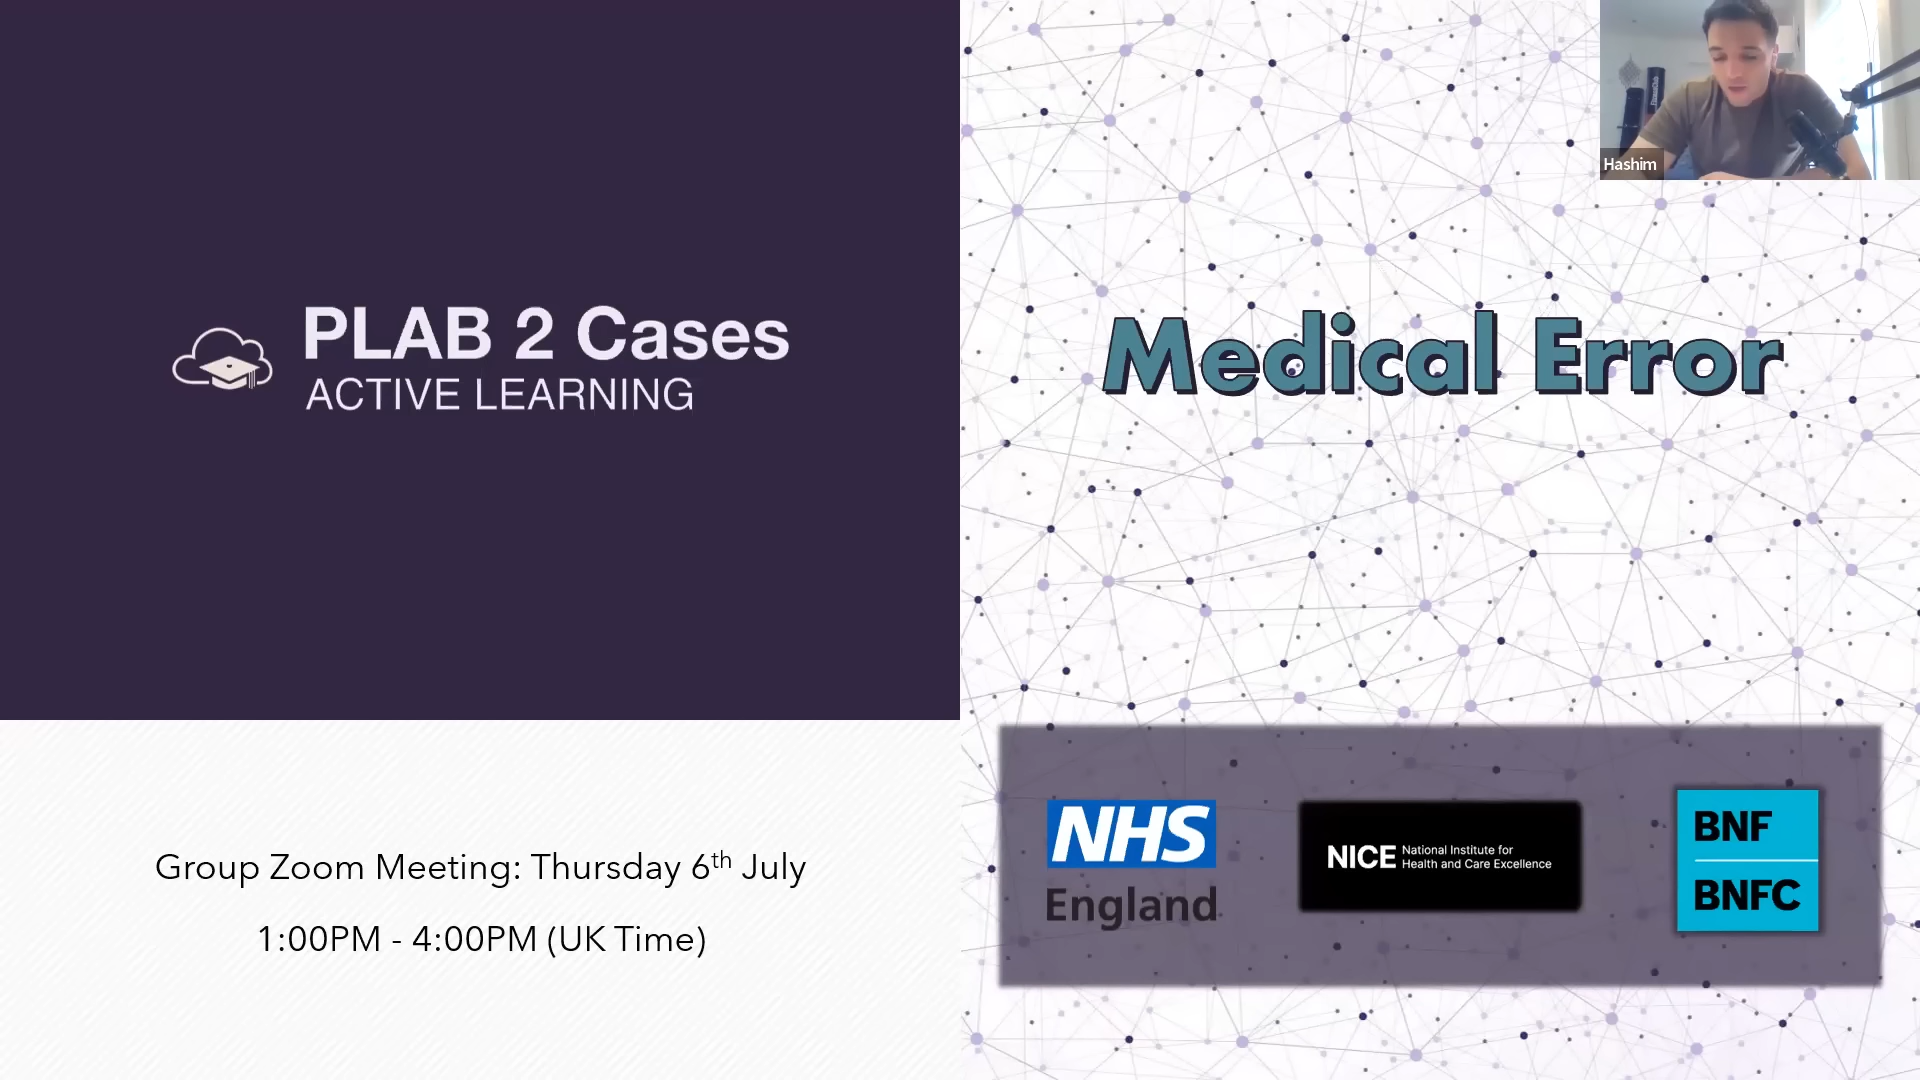 PLAB 2 Cases
ACTIVE LEARNING
Medical Error
Hashim
Group Zoom Meeting: Thursday 6th July
1:00PM - 4:00PM (UK Time)
NHS
England
NICE National Institute for
Health and Care Excellence
BNF
BNFC